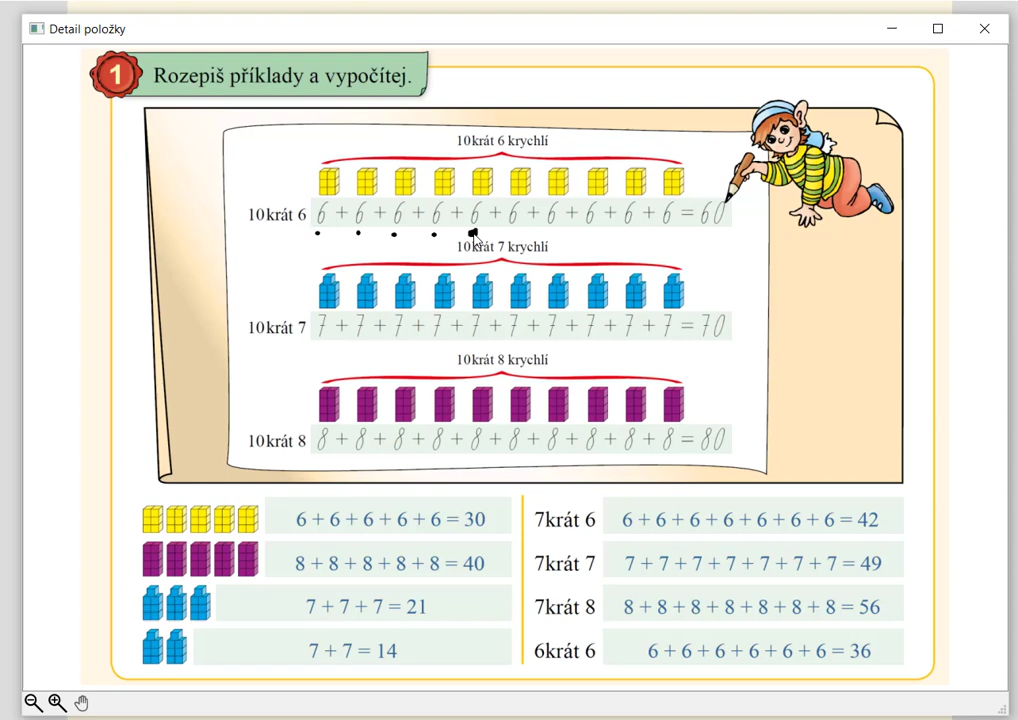 Detail položky
1 Rozepiš příklady a vypočítej.
10krát 6 krychlí
10krát 6 6 + 6 + 6 + 6 + 6 + 6 + 6 + 6 + 6 + 6 = 60
10krát 7 krychlí
10krát 7 7 + 7 + 7 + 7 + 7 + 7 + 7 + 7 + 7 + 7 = 70
10krát 8 krychlí
10krát 8 8 + 8 + 8 + 8 + 8 + 8 + 8 + 8 + 8 + 8 = 80
6 + 6 + 6 + 6 + 6 = 30
8 + 8 + 8 + 8 + 8 = 40
7 + 7 + 7 = 21
7 + 7 = 14
7krát 6 6 + 6 + 6 + 6 + 6 + 6 + 6 = 42
7krát 7 7 + 7 + 7 + 7 + 7 + 7 + 7 = 49
7krát 8 8 + 8 + 8 + 8 + 8 + 8 + 8 = 56
6krát 6 6 + 6 + 6 + 6 + 6 + 6 = 36